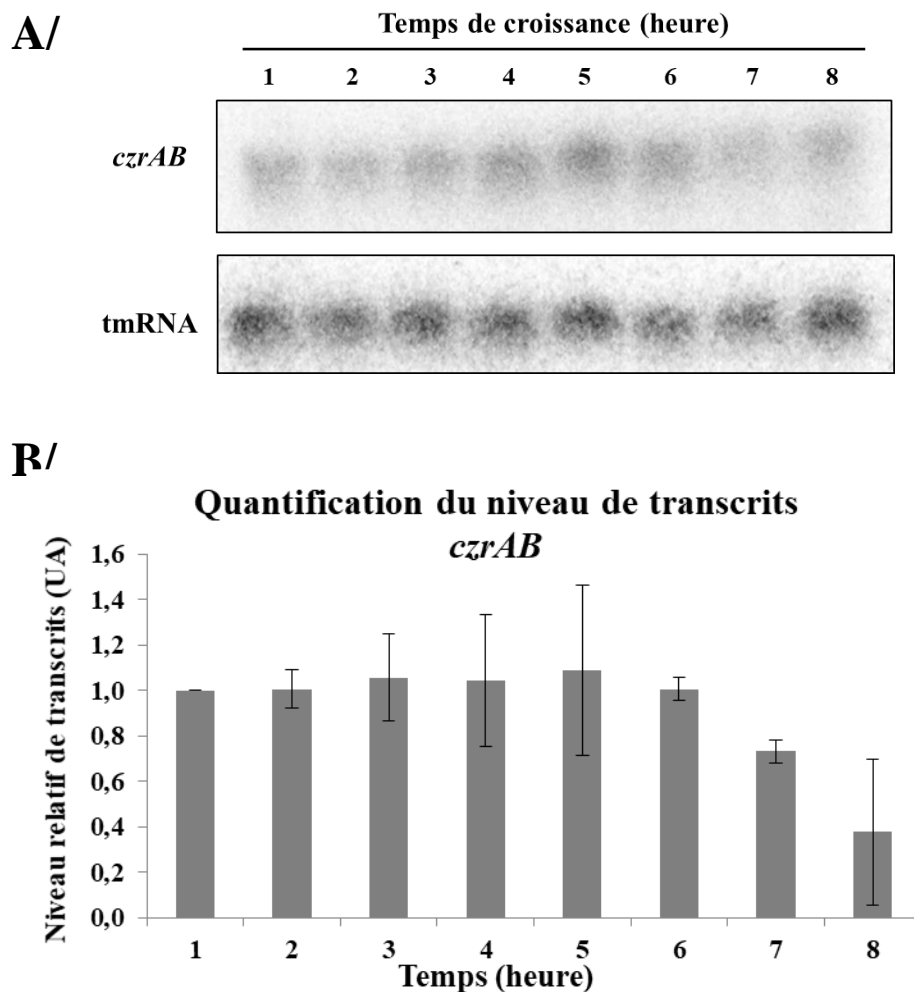 A/
Temps de croissance (heure)
1 2 3 4 5 6 7 8
czrAB
tmRNA
B/
Quantification du niveau de transcrits
czrAB
Niveau relatif de transcrits (UA)
1,6
1,4
1,2
1,0
0,8
0,6
0,4
0,2
0,0
1 2 3 4 5 6 7 8
Temps (heure)